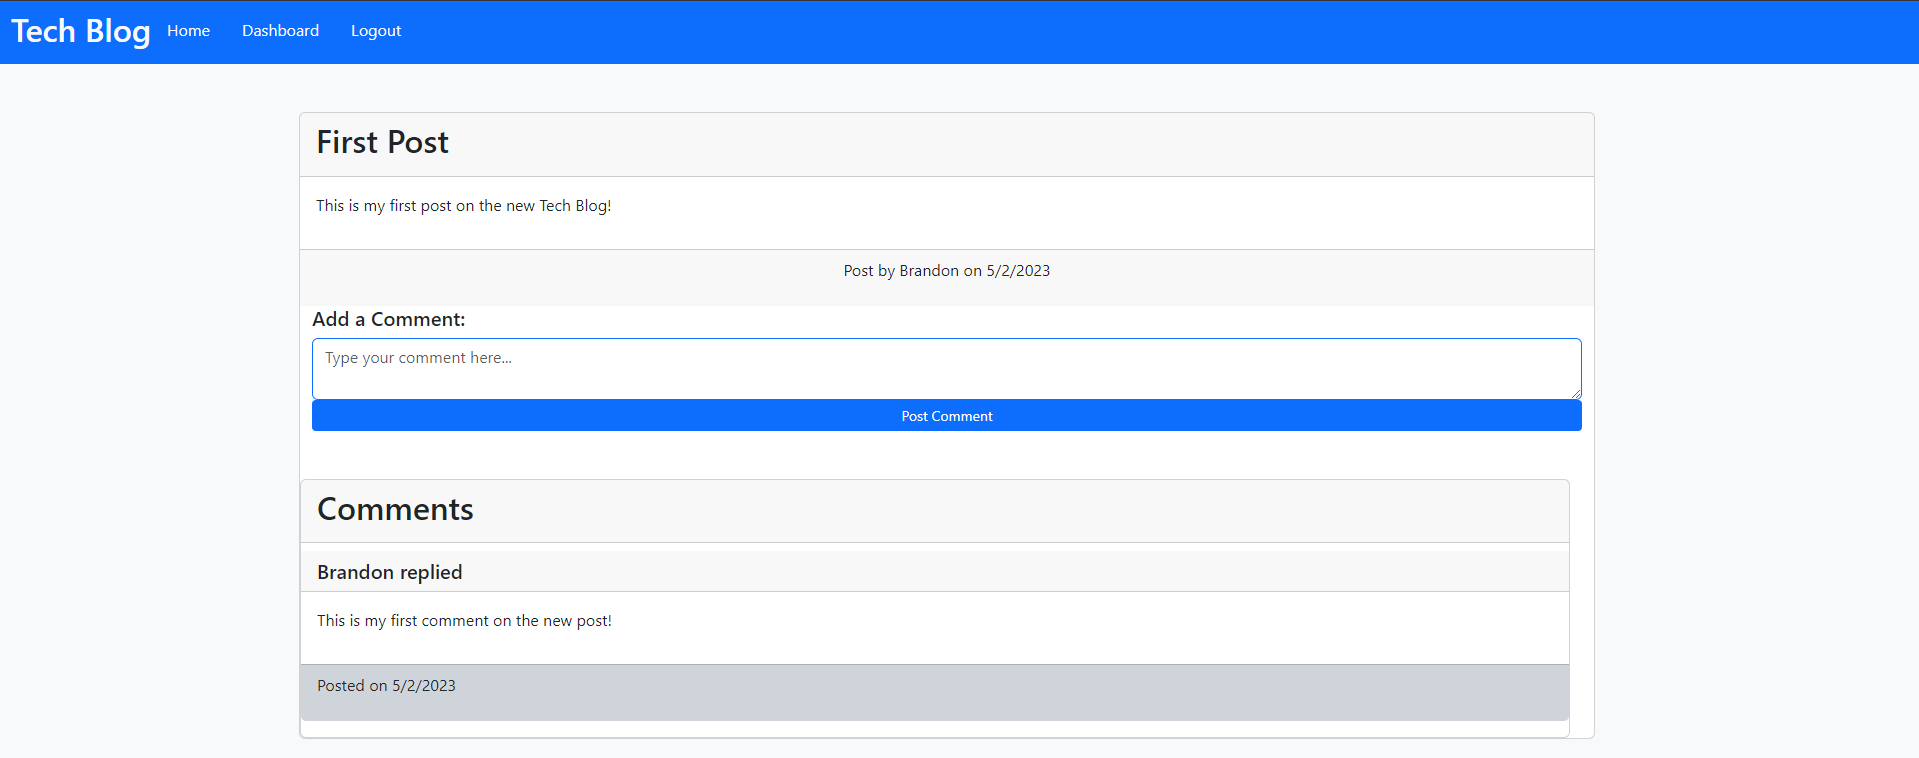 Tech Blog Home Dashboard Logout
First Post
This is my first post on the new Tech Blog!
Post by Brandon on 5/2/2023
Add a Comment:
Type your comment here...
Post Comment
Comments
Brandon replied
This is my first comment on the new post!
Posted on 5/2/2023